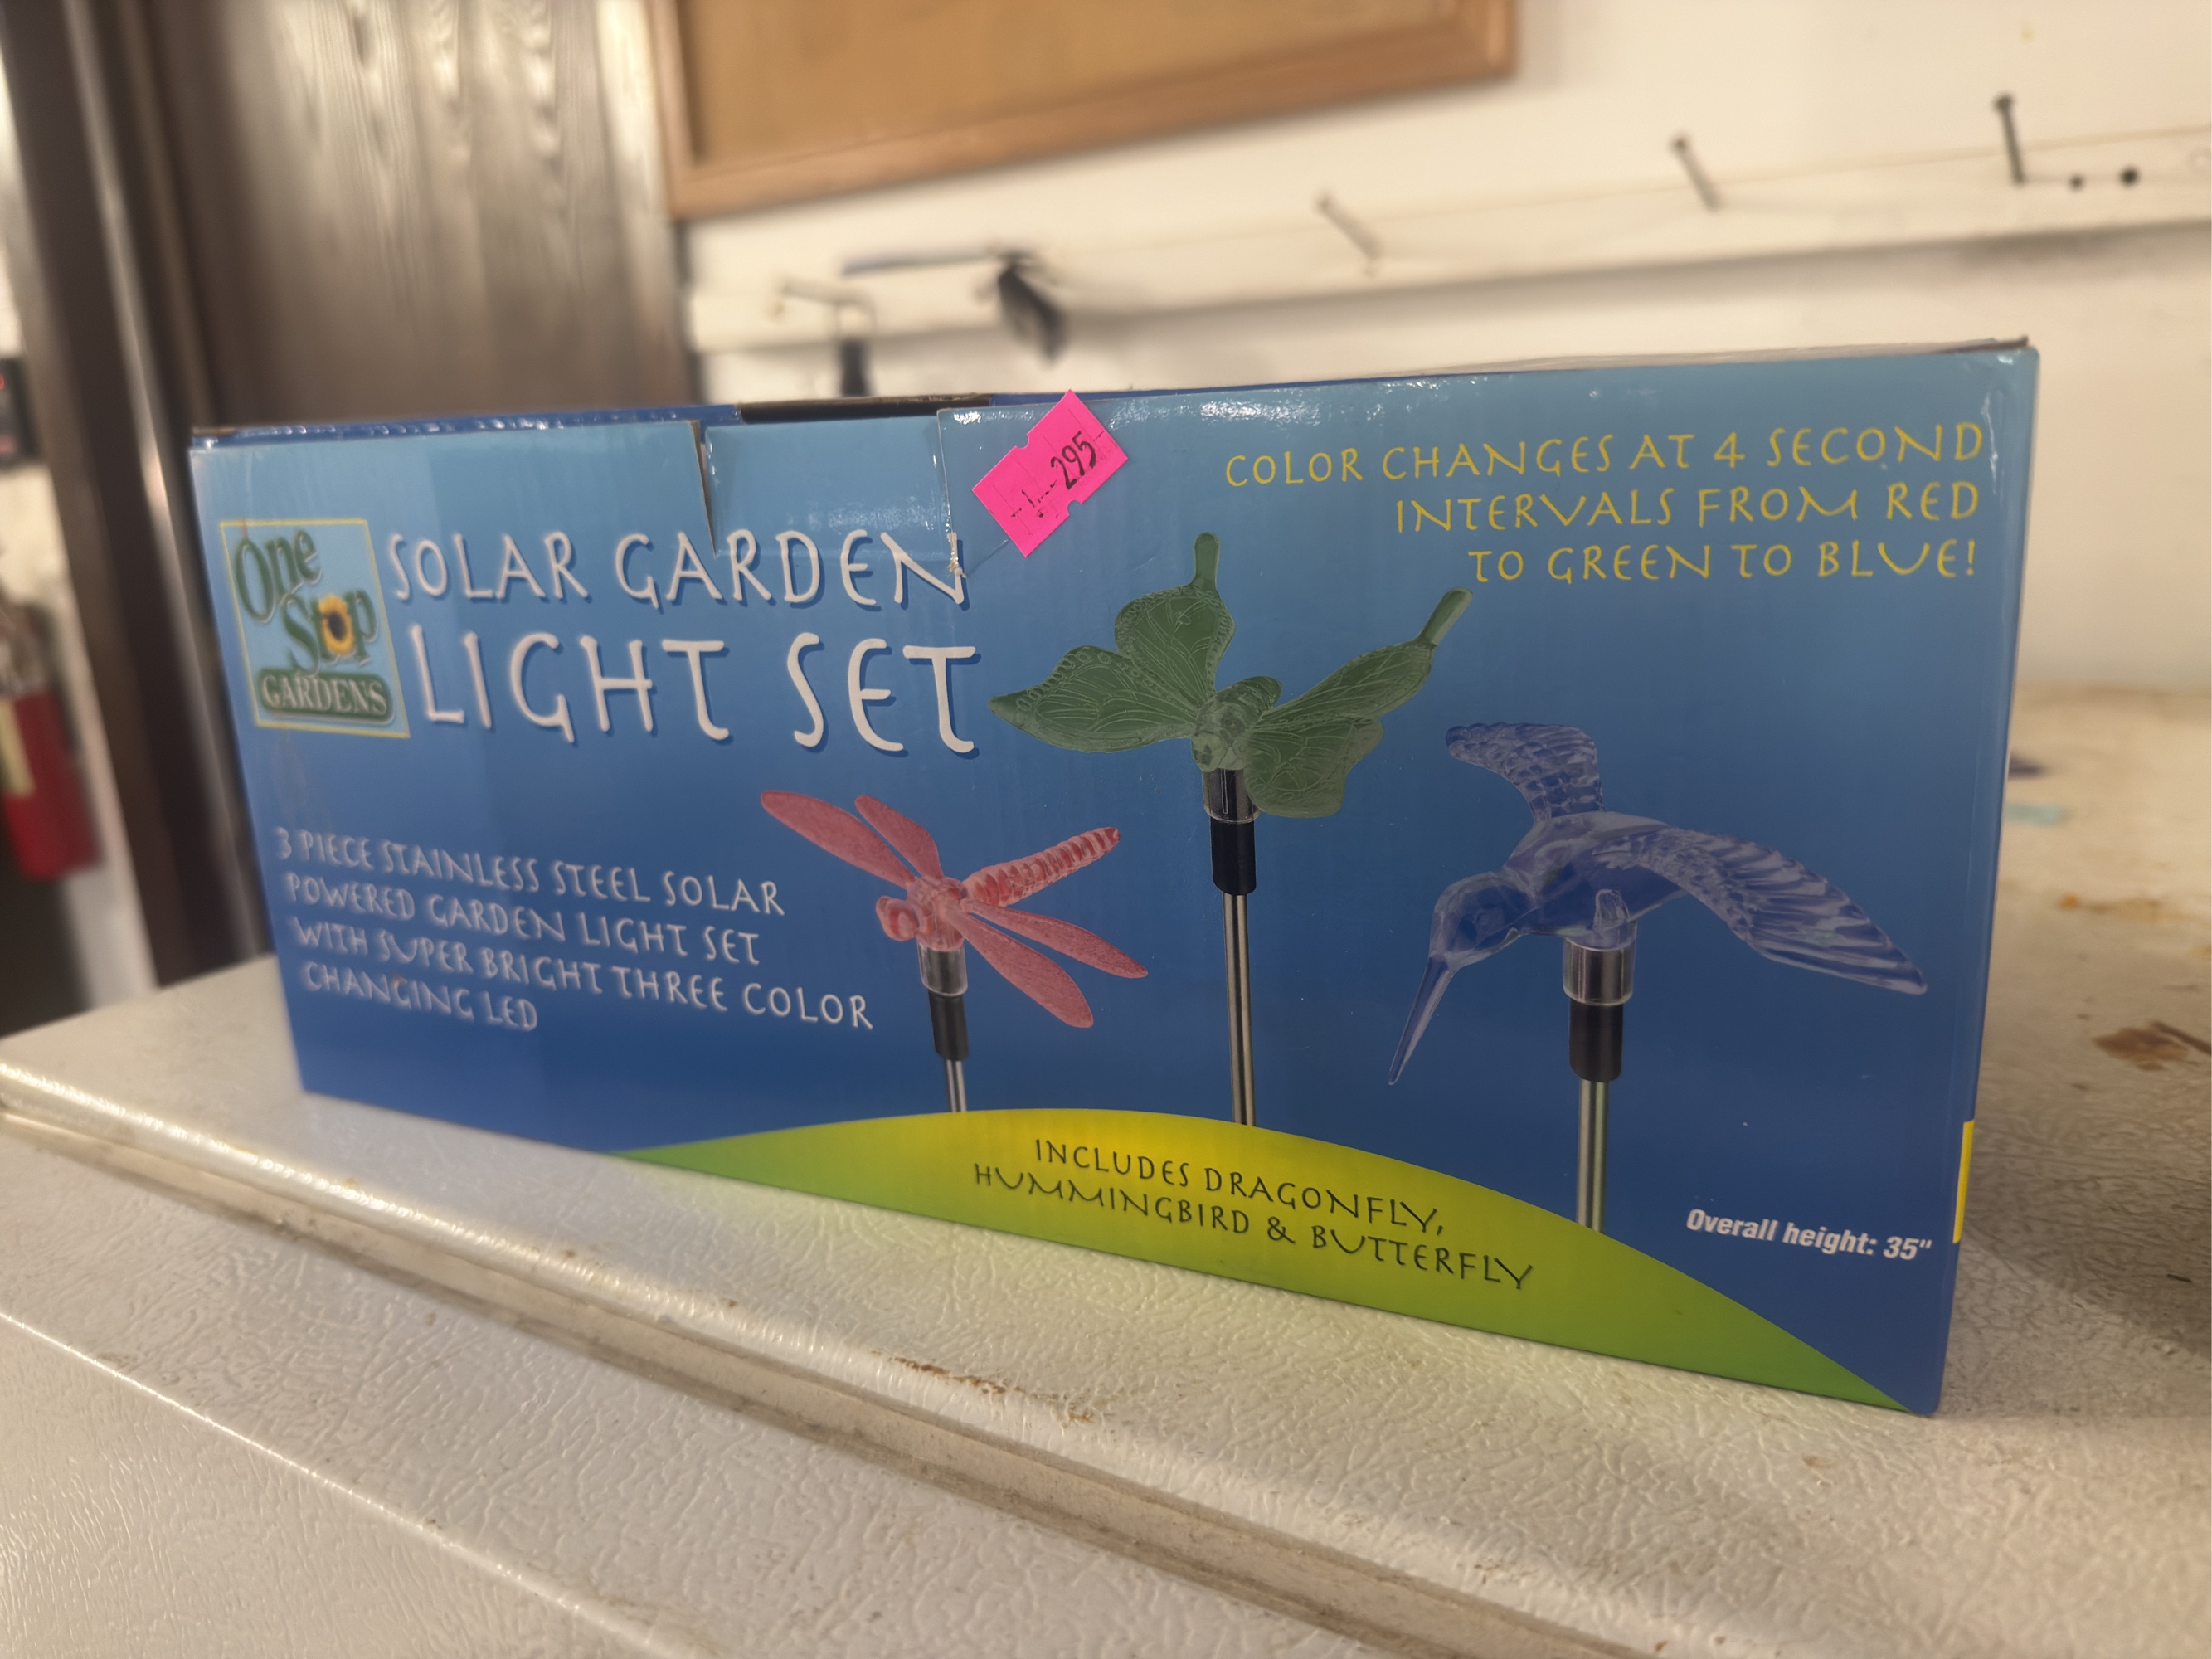 One
Stop
GARDENS
SOLAR GARDEN
LIGHT SET
295
COLOR CHANGES AT 4 SECOND
INTERVALS FROM RED
TO GREEN TO BLUE!
3 PIECE STAINLESS STEEL SOLAR
POWERED GARDEN LIGHT SET
WITH SUPER BRIGHT THREE COLOR
CHANGING LED
INCLUDES DRAGONFLY,
HUMMINGBIRD & BUTTERFLY
Overall height: 35"